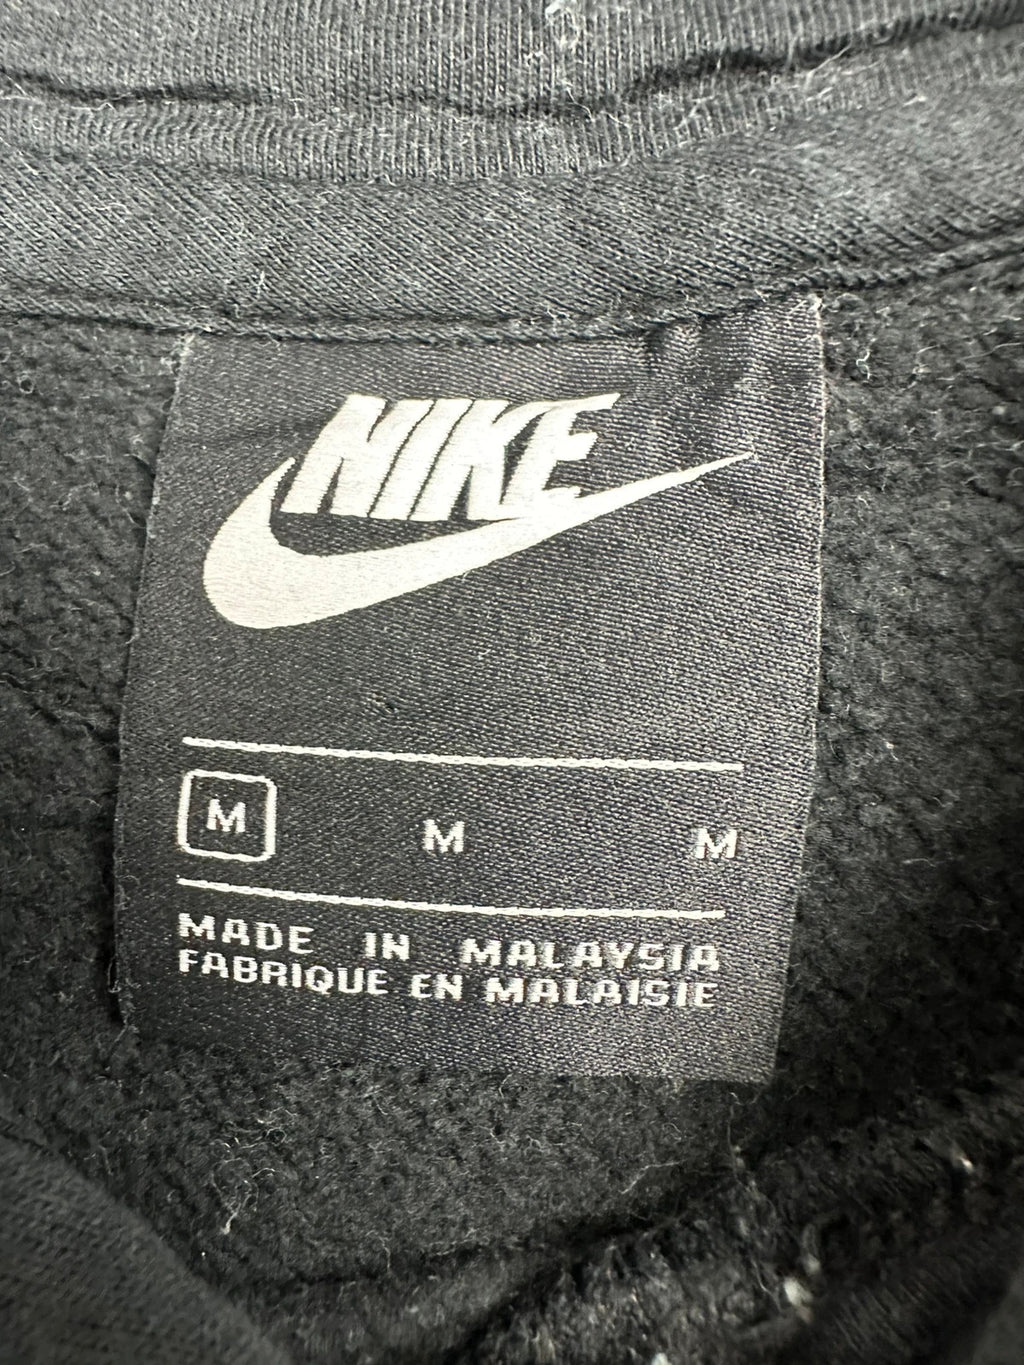 NIKE
M M M
MADE IN MALAYSIA
FABRIQUE EN MALAISIE